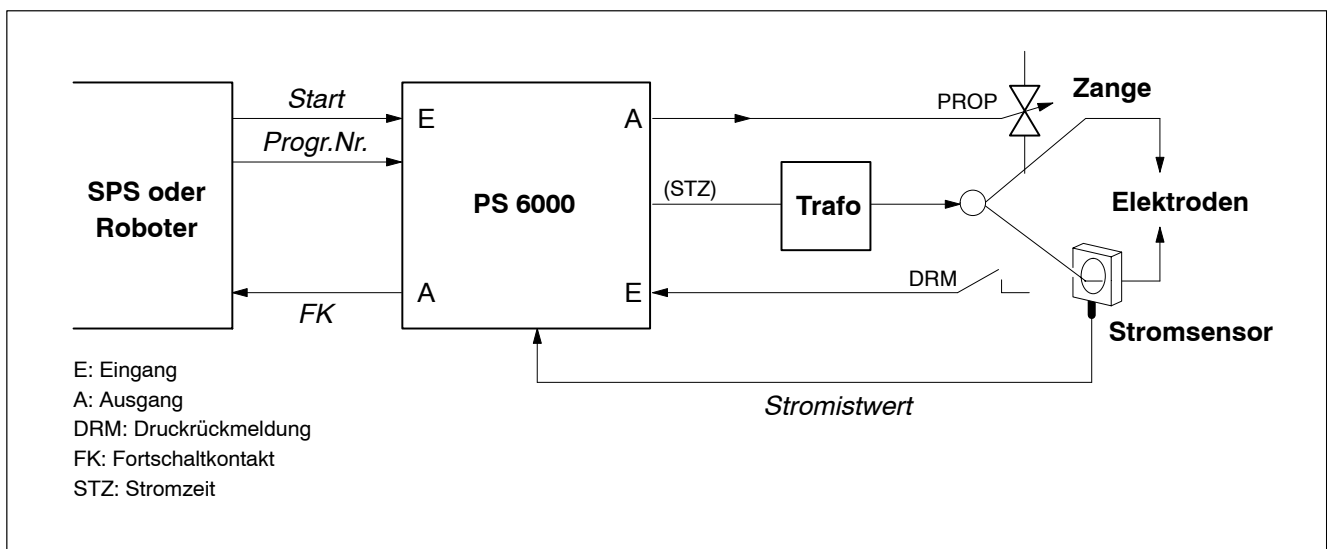 Start
Progr.Nr.
SPS oder
Roboter
FK
E
A
PS 6000
A
E
PROP
Zange
(STZ)
Trafo
Elektroden
DRM
Stromsensor
Stromistwert
E: Eingang
A: Ausgang
DRM: Druckrückmeldung
FK: Fortschaltkontakt
STZ: Stromzeit